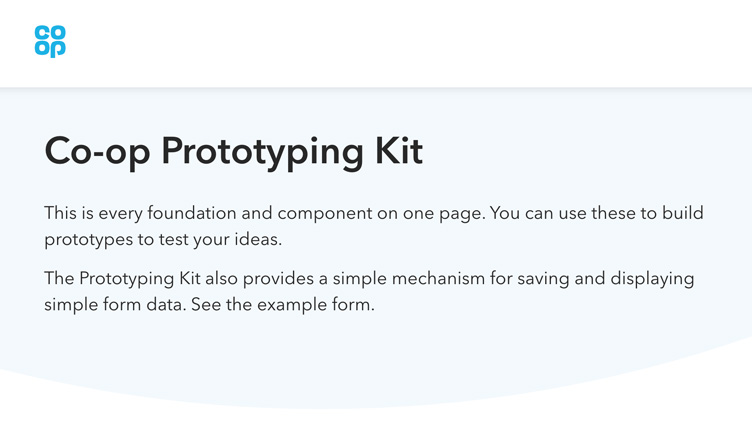 co
op
Co-op Prototyping Kit
This is every foundation and component on one page. You can use these to build
prototypes to test your ideas.
The Prototyping Kit also provides a simple mechanism for saving and displaying
simple form data. See the example form.